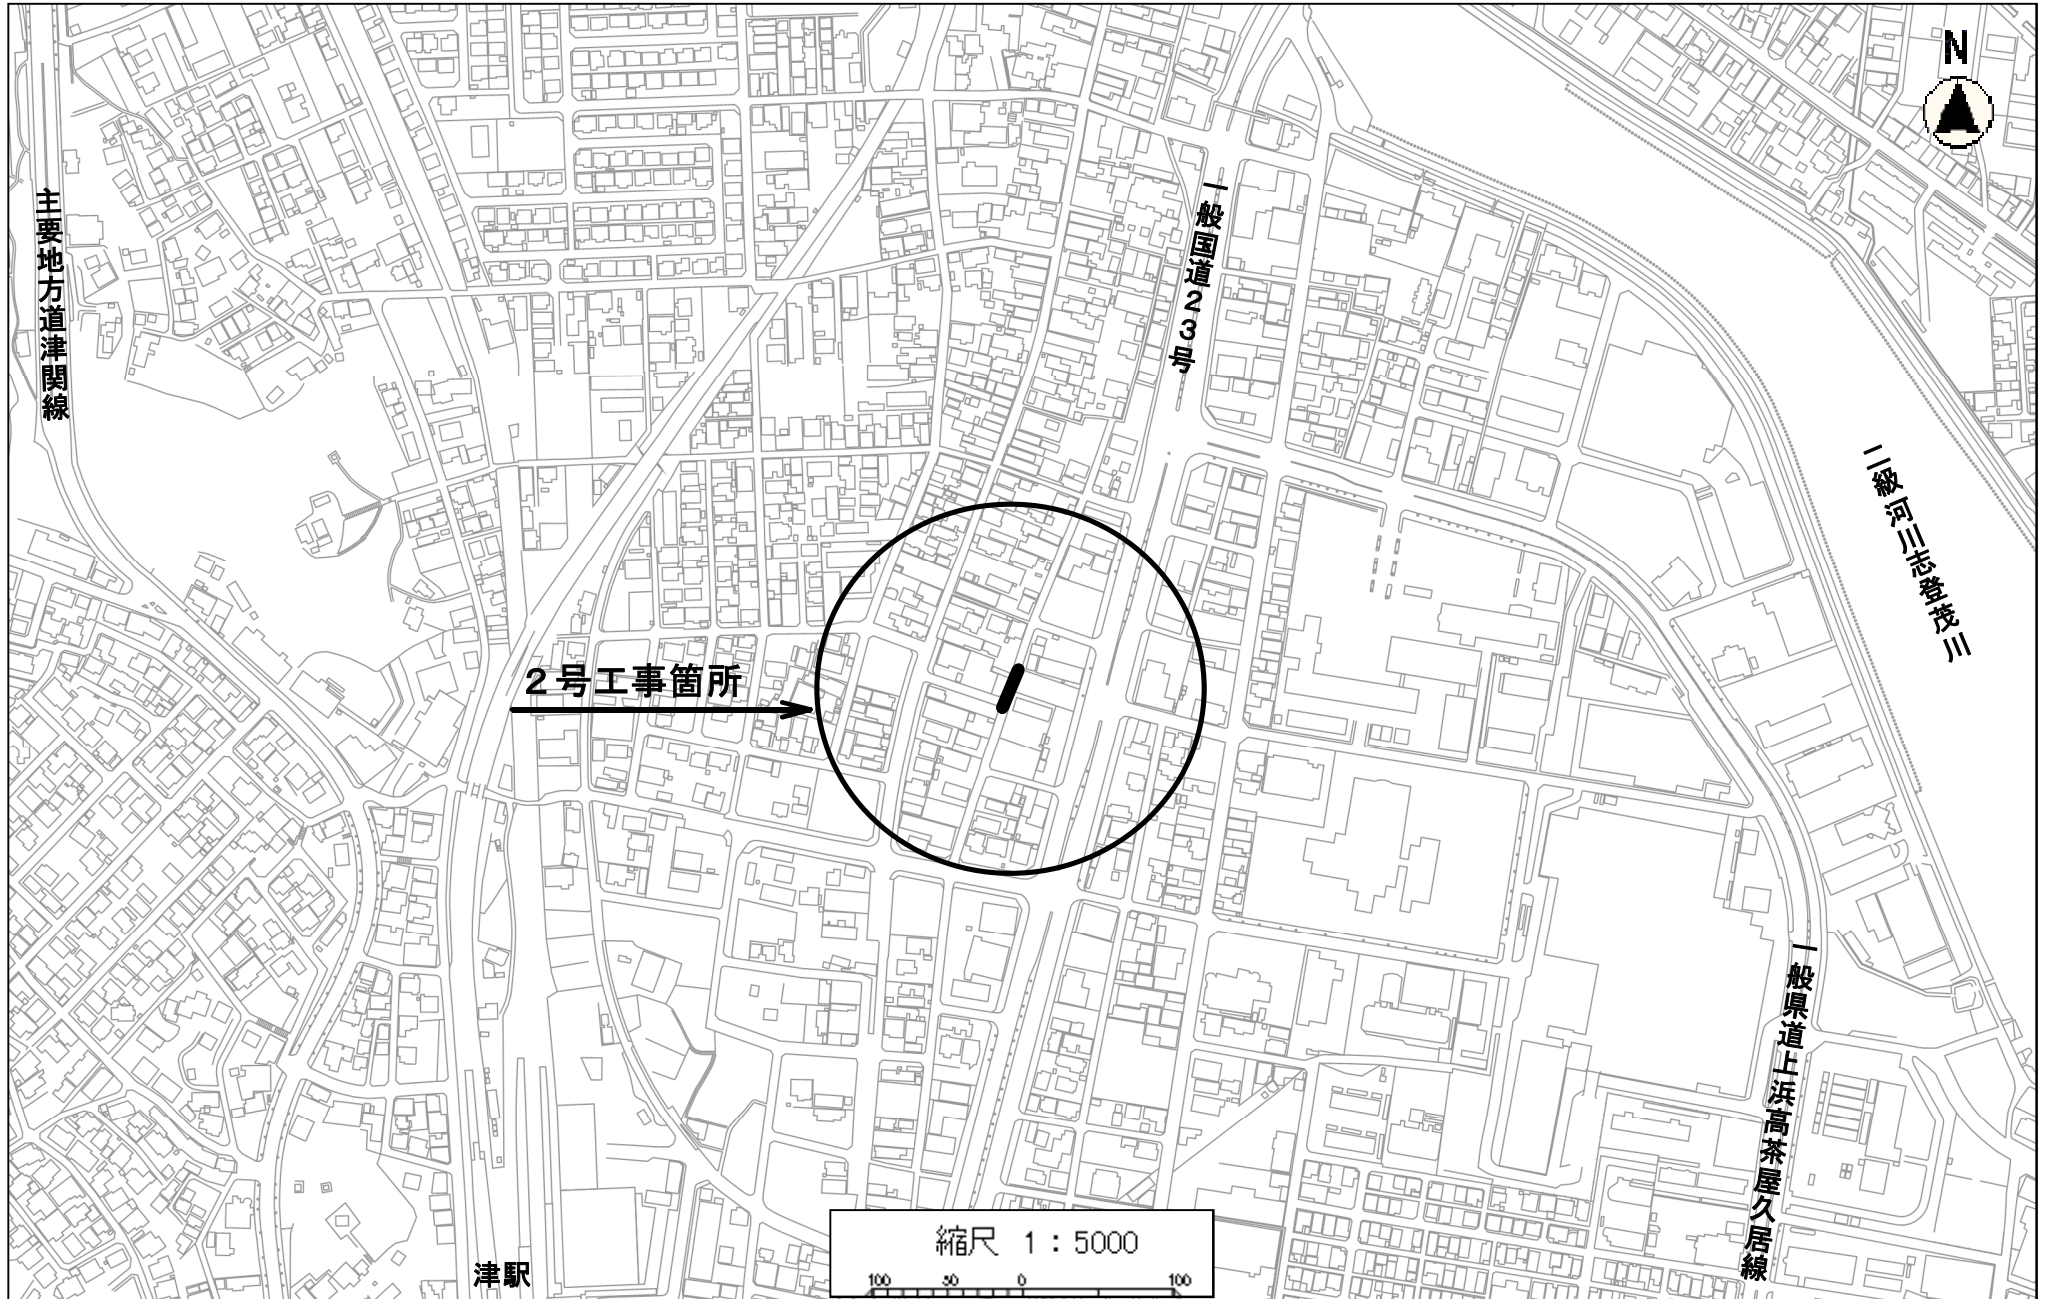 N
主要地方道津関線
一般国道23号
二級河川志登茂川
2号工事箇所
一般県道上浜高茶屋久居線
津駅
縮尺 1:5000
100 50 0 100